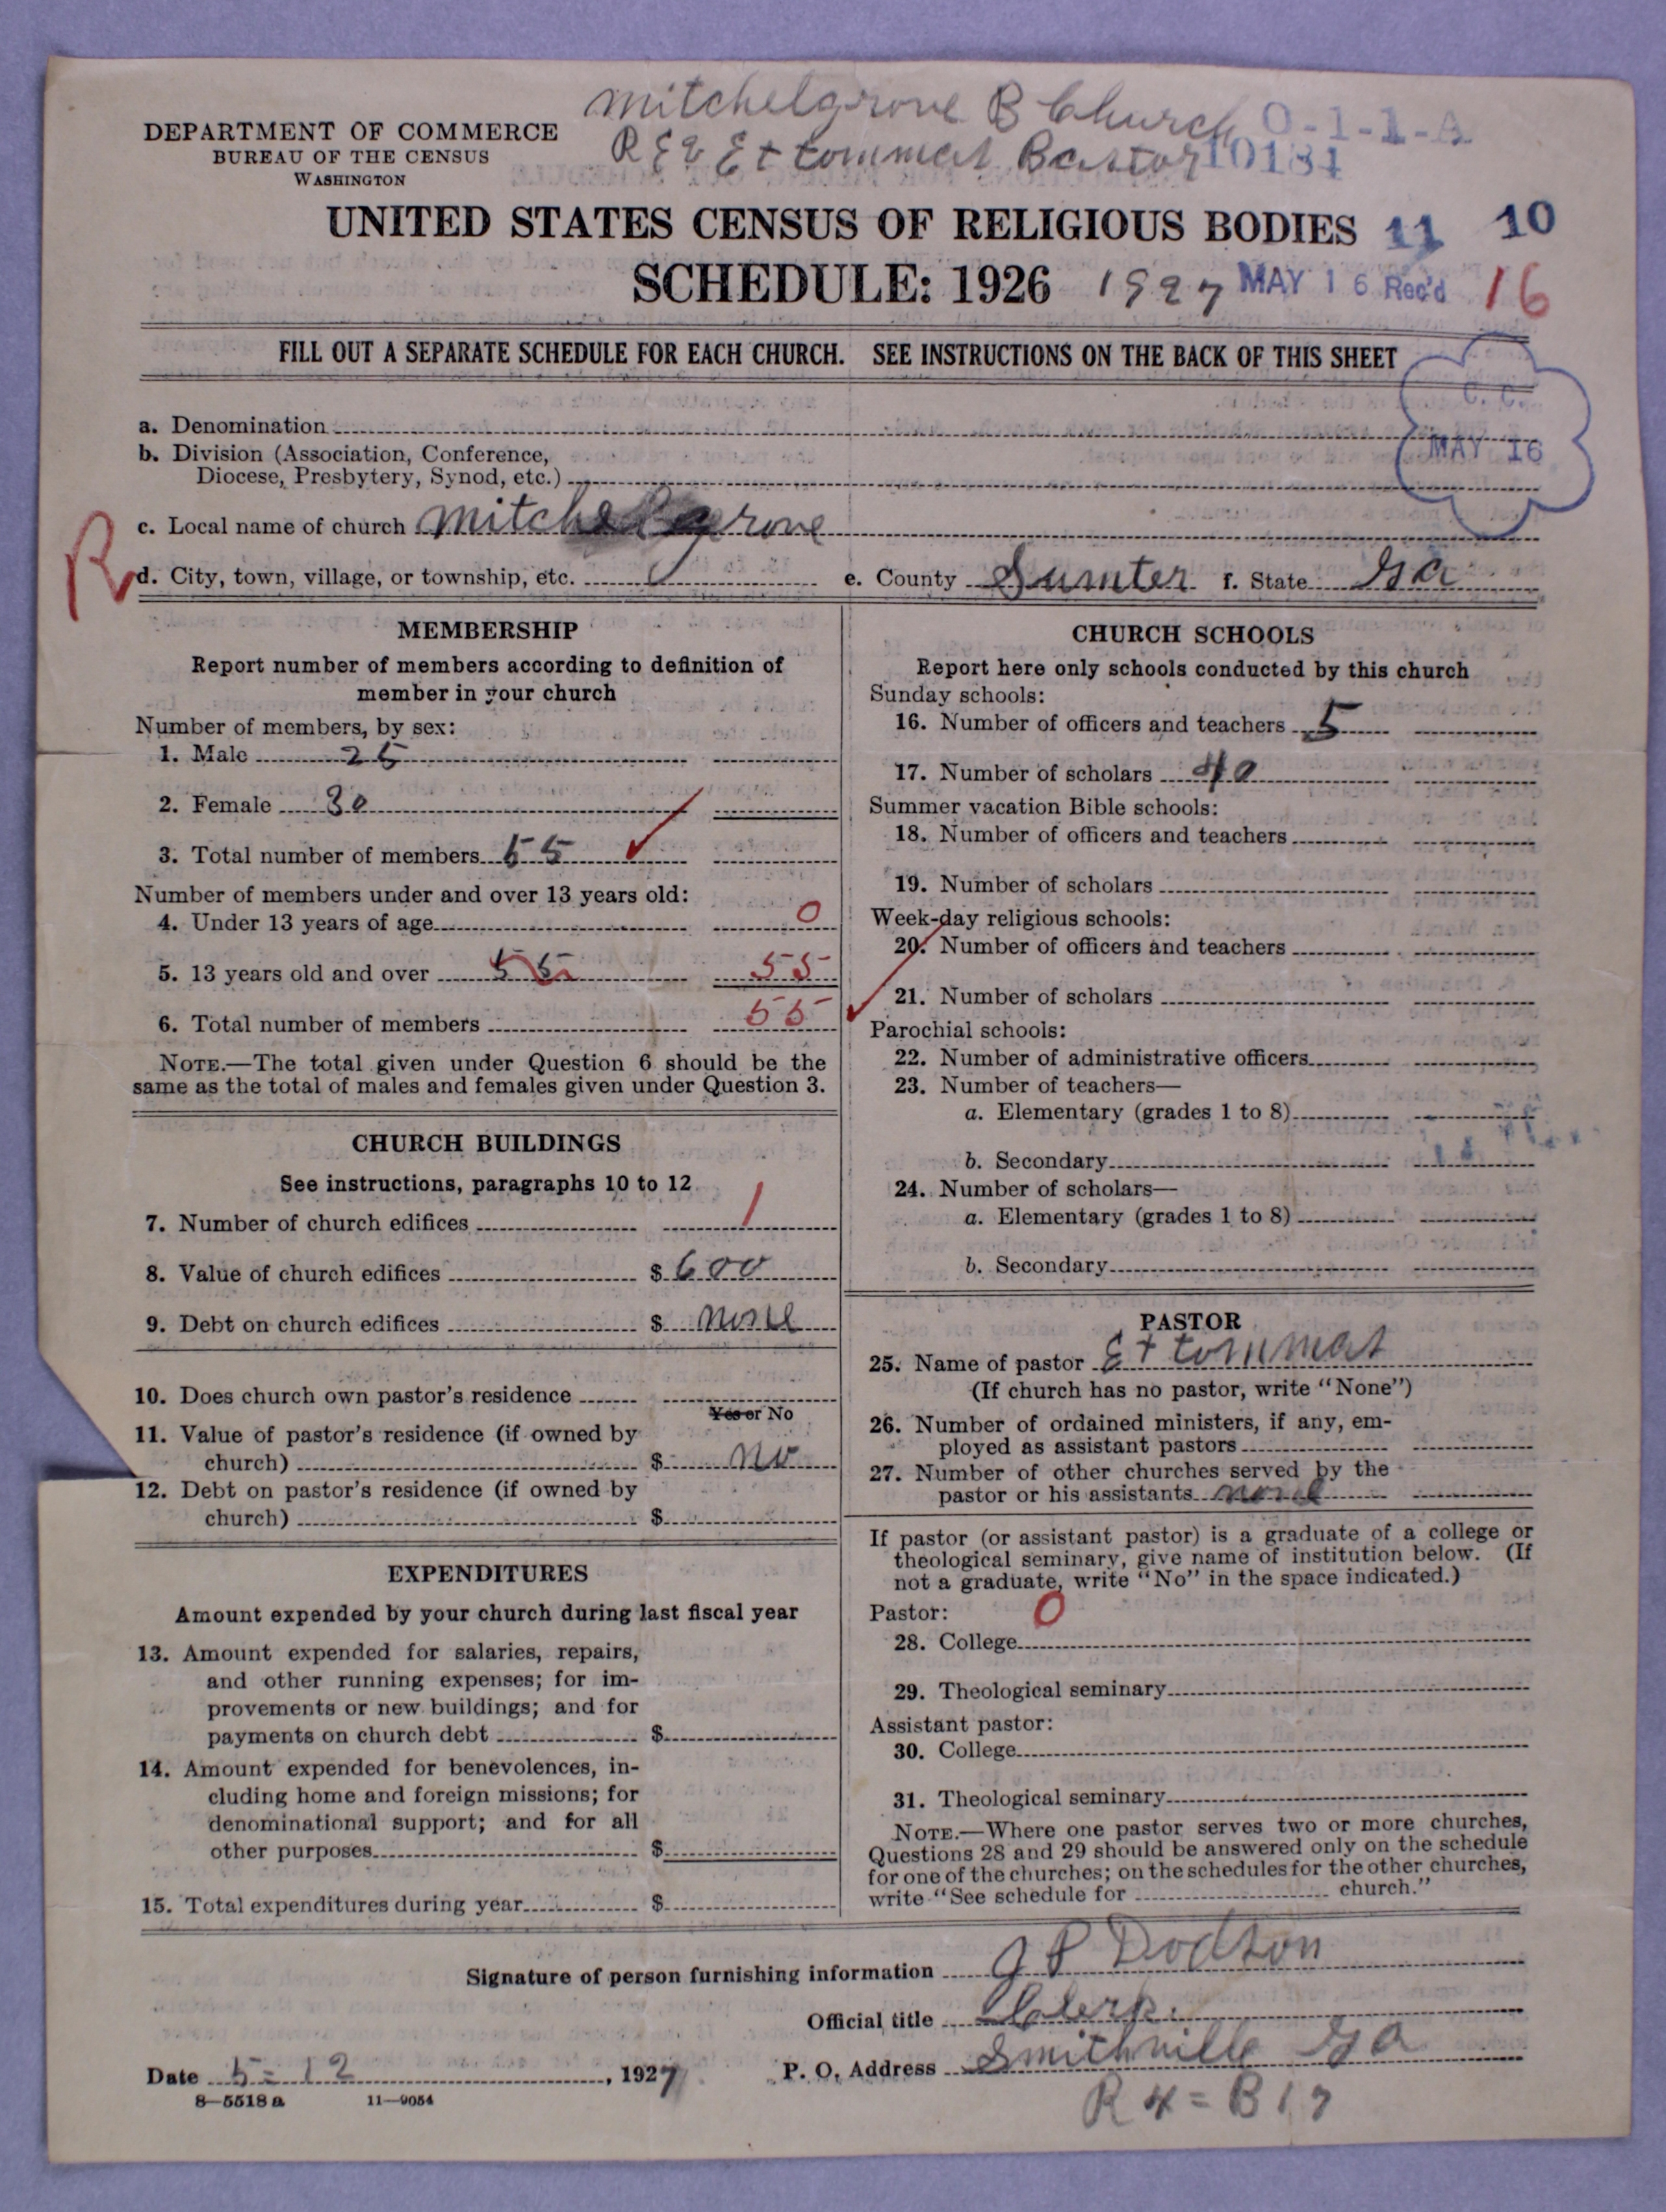 mitchelgrove B Church
O-1-1-A
DEPARTMENT OF COMMERCE
BUREAU OF THE CENSUS
WASHINGTON
Et tommas Pastor
10184
UNITED STATES CENSUS OF RELIGIOUS BODIES
11 10
SCHEDULE: 1926
1927 MAY 16 Rec'd 16
FILL OUT A SEPARATE SCHEDULE FOR EACH CHURCH. SEE INSTRUCTIONS ON THE BACK OF THIS SHEET
C. C.
MAY 16
a. Denomination
b. Division (Association, Conference,
Diocese, Presbytery, Synod, etc.)
c. Local name of church mitchelgrove
R
d. City, town, village, or township, etc. e. County Sumter f. State Ga
MEMBERSHIP
Report number of members according to definition of
member in your church
Number of members, by sex:
1. Male 25
2. Female 30
3. Total number of members 55
Number of members under and over 13 years old:
4. Under 13 years of age 0
5. 13 years old and over 55 55
6. Total number of members 55
NOTE.—The total given under Question 6 should be the
same as the total of males and females given under Question 3.
CHURCH BUILDINGS
See instructions, paragraphs 10 to 12
7. Number of church edifices 1
8. Value of church edifices $ 600
9. Debt on church edifices $ none
10. Does church own pastor's residence
Yes or No
11. Value of pastor's residence (if owned by
church) $ no
12. Debt on pastor's residence (if owned by
church) $
EXPENDITURES
Amount expended by your church during last fiscal year
13. Amount expended for salaries, repairs,
and other running expenses; for im-
provements or new buildings; and for
payments on church debt $
14. Amount expended for benevolences, in-
cluding home and foreign missions; for
denominational support; and for all
other purposes $
15. Total expenditures during year $
CHURCH SCHOOLS
Report here only schools conducted by this church
Sunday schools:
16. Number of officers and teachers 5
17. Number of scholars 40
Summer vacation Bible schools:
18. Number of officers and teachers
19. Number of scholars
Week-day religious schools:
20. Number of officers and teachers
21. Number of scholars
Parochial schools:
22. Number of administrative officers
23. Number of teachers—
a. Elementary (grades 1 to 8)
b. Secondary
24. Number of scholars—
a. Elementary (grades 1 to 8)
b. Secondary
PASTOR
25. Name of pastor Et tommas
(If church has no pastor, write "None")
26. Number of ordained ministers, if any, em-
ployed as assistant pastors
27. Number of other churches served by the
pastor or his assistants none
If pastor (or assistant pastor) is a graduate of a college or
theological seminary, give name of institution below. (If
not a graduate, write "No" in the space indicated.)
Pastor: 0
28. College
29. Theological seminary
Assistant pastor:
30. College
31. Theological seminary
NOTE.—Where one pastor serves two or more churches,
Questions 28 and 29 should be answered only on the schedule
for one of the churches; on the schedules for the other churches,
write "See schedule for church."
Signature of person furnishing information J P Dodson
Official title Clerk.
Date 5=12, 1927 P. O. Address Smithville Ga
8—5518 a 11—9054
R 4 = B 17